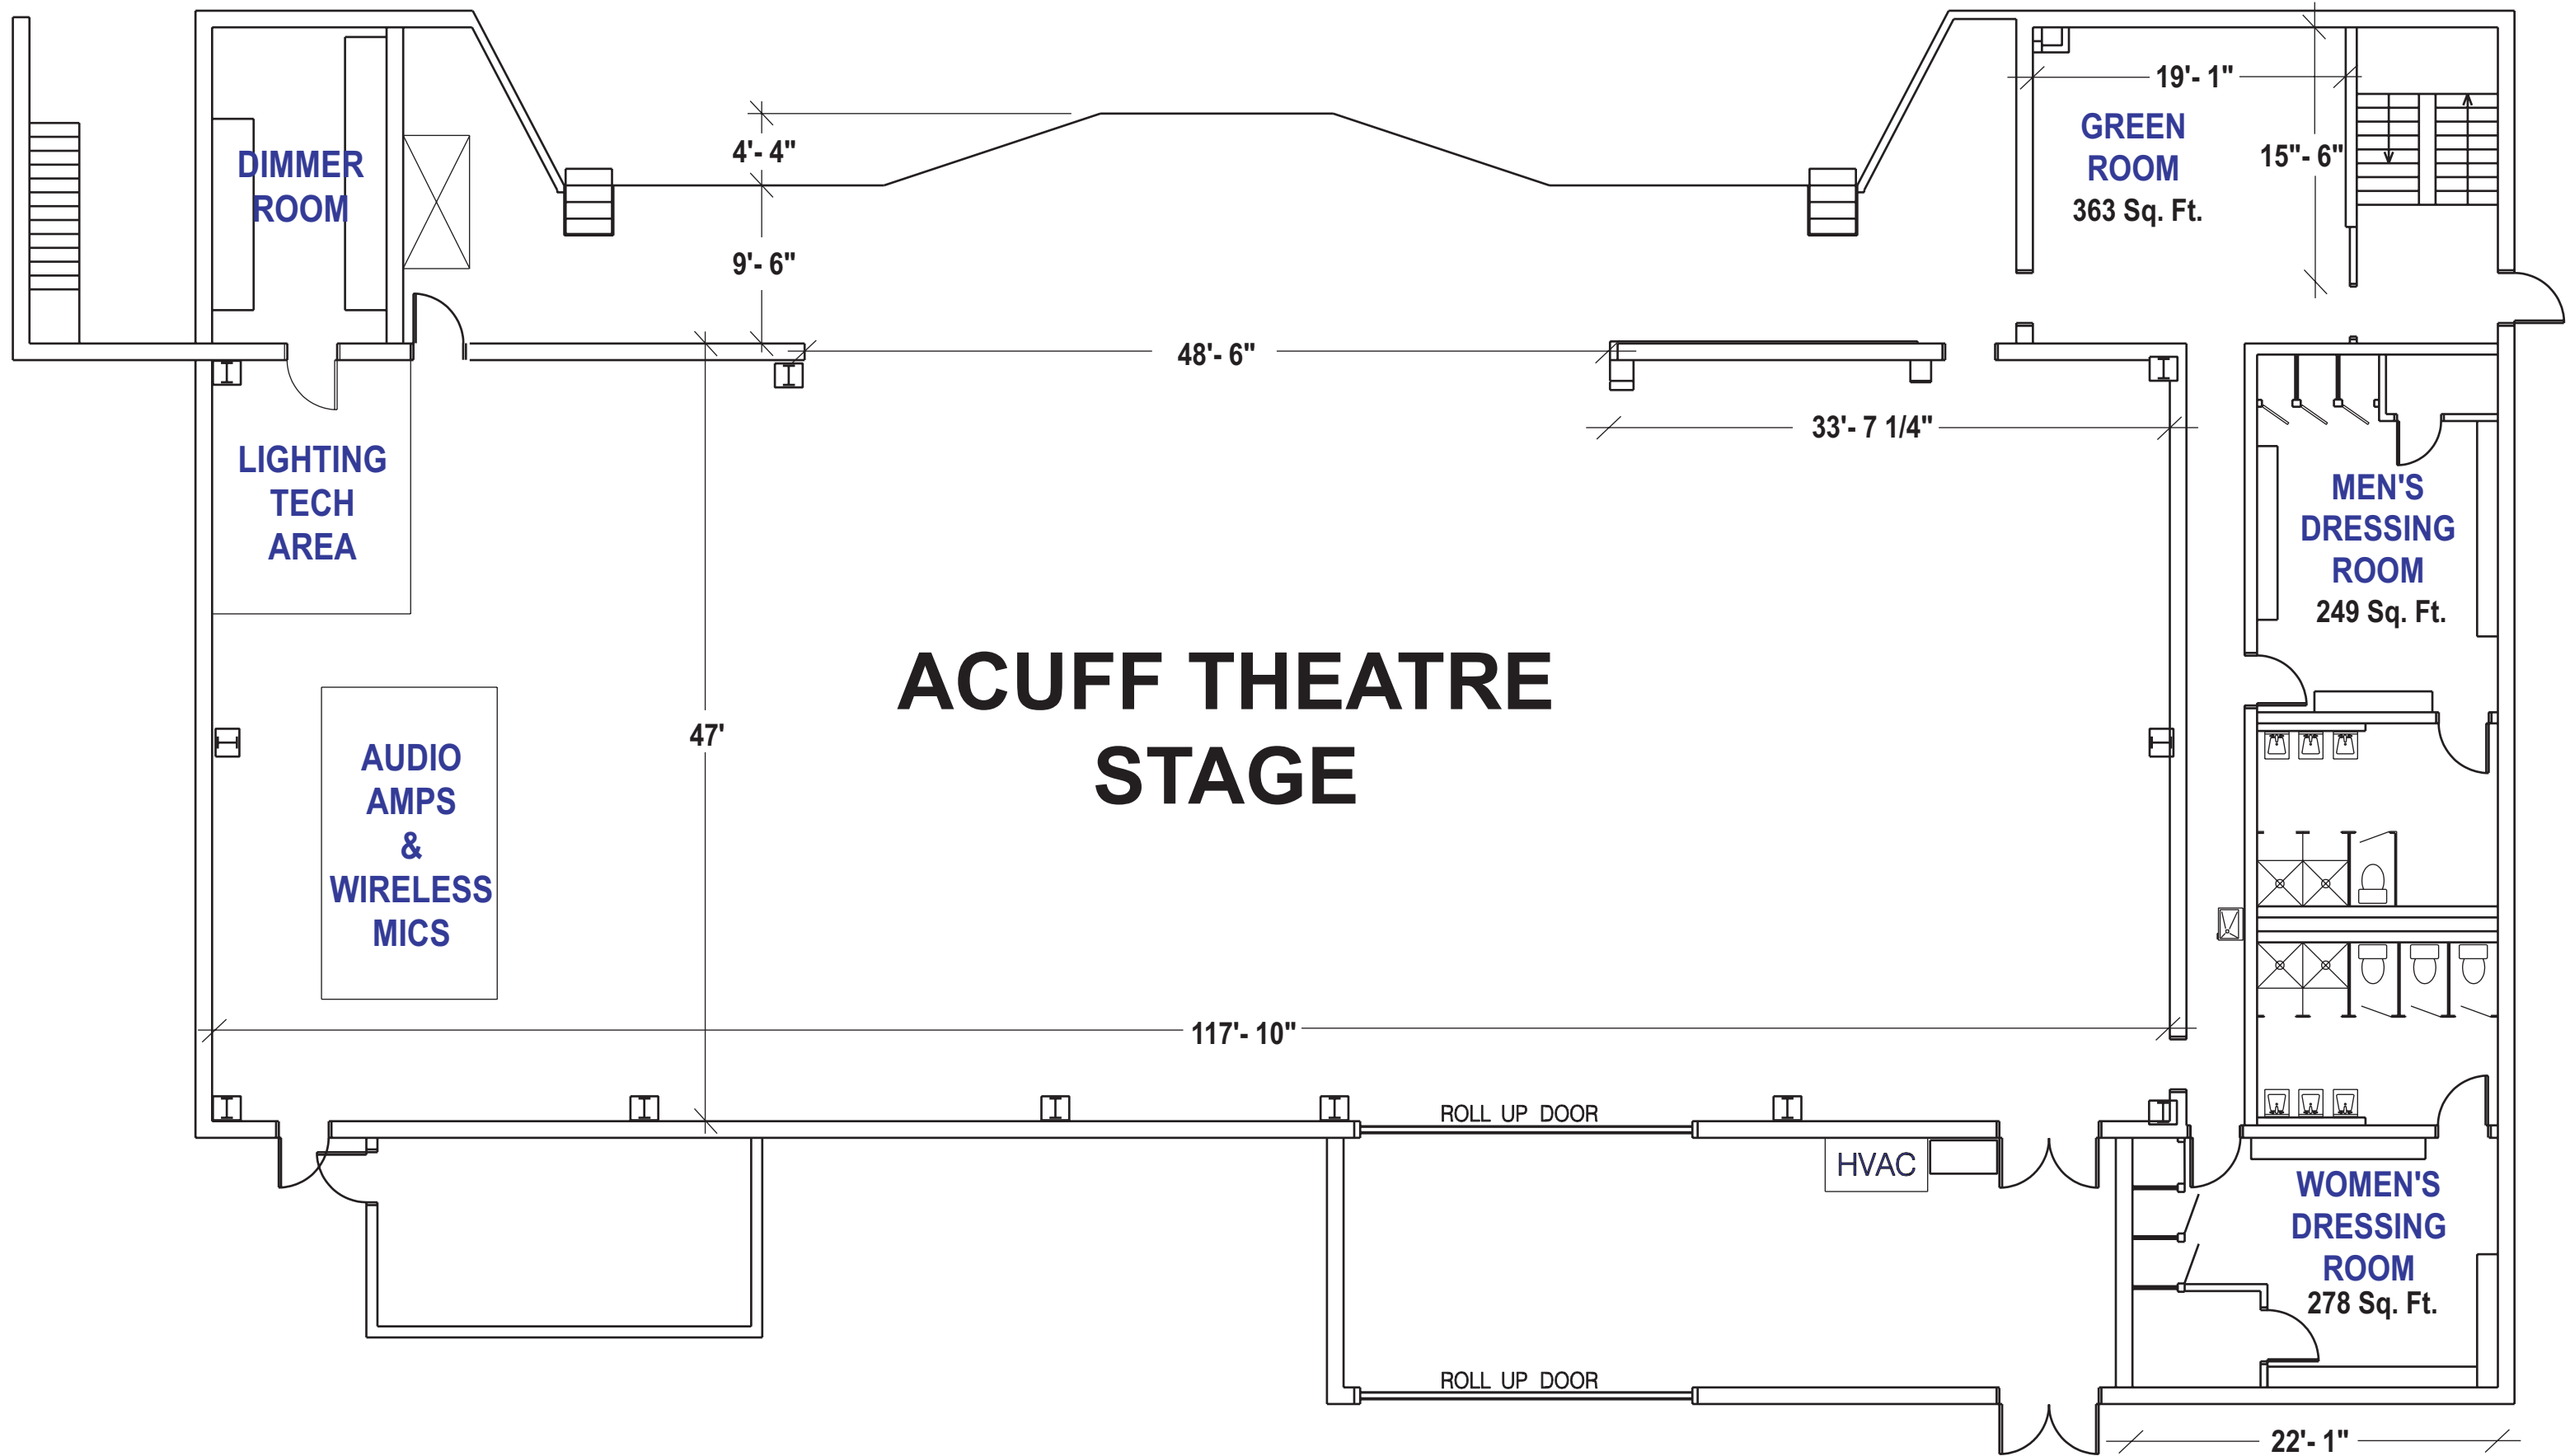 19'- 1"
GREEN
ROOM
363 Sq. Ft.
15"- 6"
4'- 4"
DIMMER
ROOM
9'- 6"
48'- 6"
33'- 7 1/4"
LIGHTING
TECH
AREA
MEN'S
DRESSING
ROOM
249 Sq. Ft.
ACUFF THEATRE
STAGE
47'
AUDIO
AMPS
&
WIRELESS
MICS
117'- 10"
ROLL UP DOOR
HVAC
WOMEN'S
DRESSING
ROOM
278 Sq. Ft.
ROLL UP DOOR
22'- 1"